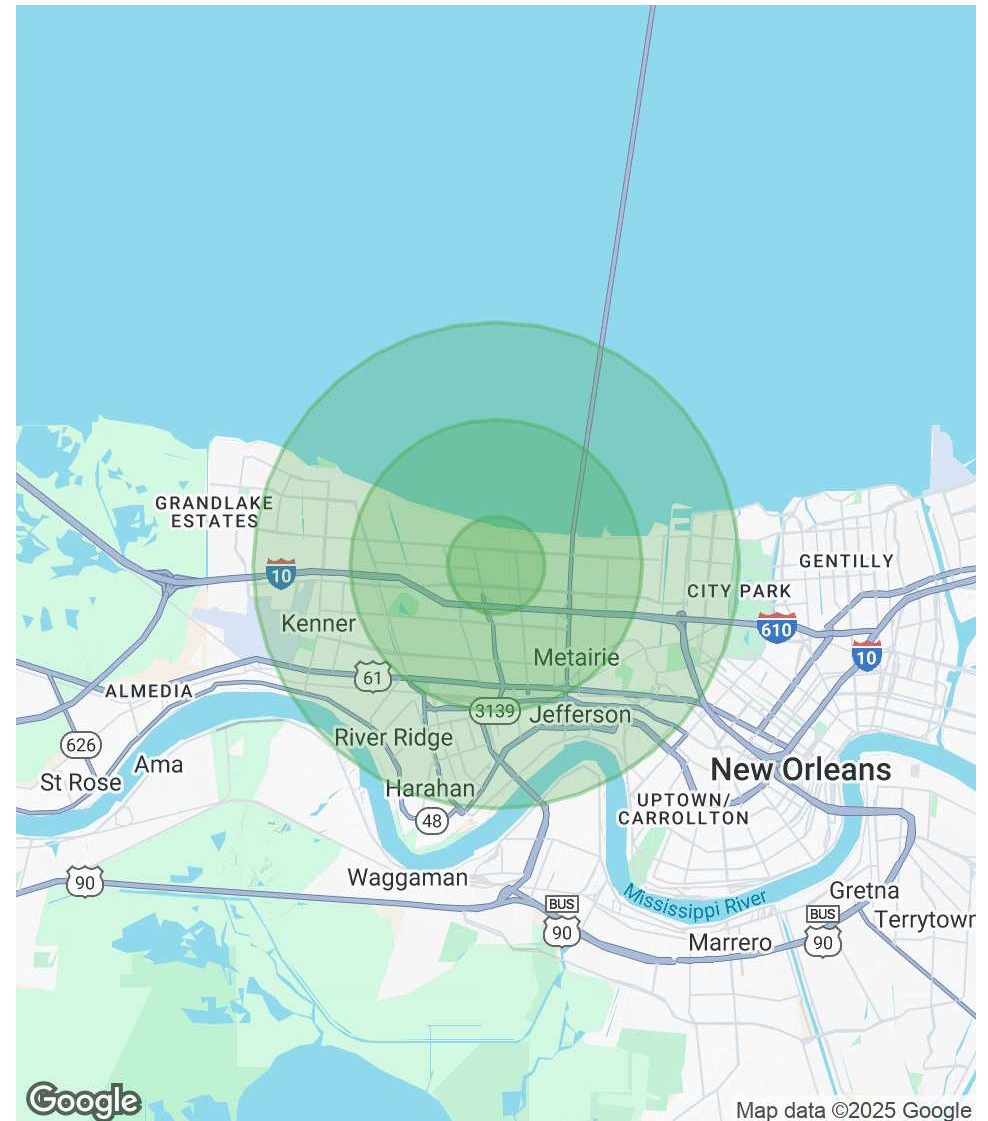 GRANDLAKE
ESTATES
10
GENTILLY
CITY PARK
Kenner
610
10
Metairie
61
ALMEDIA
3139
Jefferson
River Ridge
626
Ama
St Rose
New Orleans
Harahan
48
UPTOWN/
CARROLLTON
Waggaman
90
Mississippi River
Gretna
BUS
90
BUS
90
Terrytown
Marrero
Google
Map data ©2025 Google